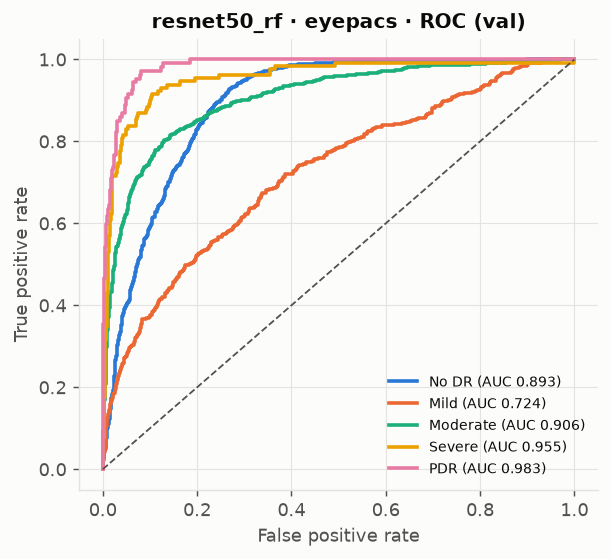 resnet50_rf · eyepacs · ROC (val)
True positive rate
1.0
0.8
0.6
0.4
0.2
0.0
No DR (AUC 0.893)
Mild (AUC 0.724)
Moderate (AUC 0.906)
Severe (AUC 0.955)
PDR (AUC 0.983)
0.0 0.2 0.4 0.6 0.8 1.0
False positive rate